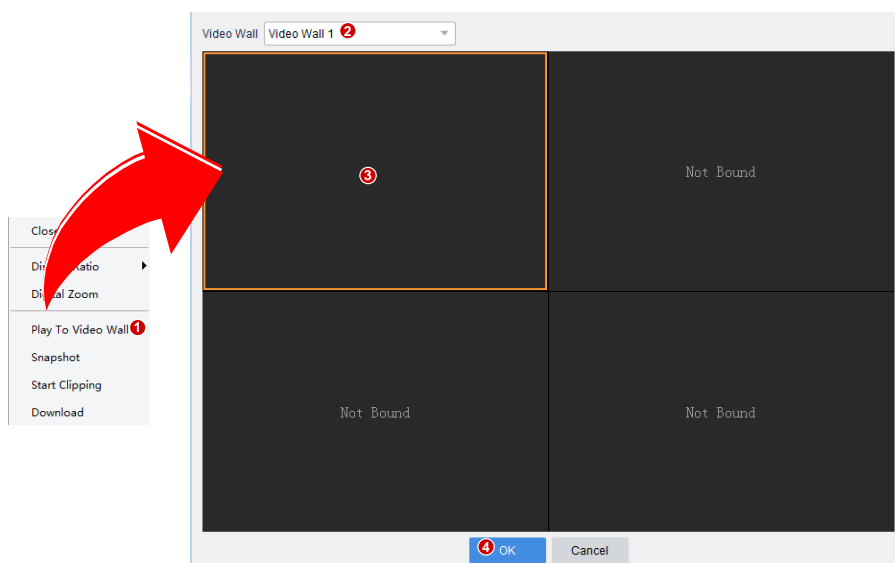 Video Wall Video Wall 1 2
3
Not Bound
Close
Display Ratio
Digital Zoom
Play To Video Wall 1
Snapshot
Start Clipping
Download
Not Bound
Not Bound
4 OK
Cancel